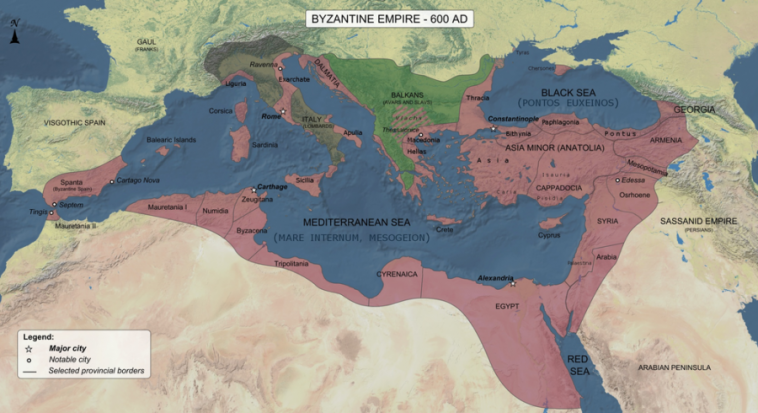 BYZANTINE EMPIRE - 600 AD
N
GAUL
(FRANKS)
Ravenna
Exarchate
DALMATIA
Liguria
BALKANS
(AVARS AND SLAVS)
BLACK SEA
(PONTOS EUXEINOS)
GEORGIA
VISGOTHIC SPAIN
Corsica
Rome
ITALY
(LOMBARDS)
Thracia
Constantinople
Paphlagonia
Bithynia
Pontus
ARMENIA
Apulia
Macedonia
Hellas
ASIA MINOR (ANATOLIA)
Balearic Islands
Sardinia
Asia
Isauria
Mesopotamia
Spania
(Byzantine Spain)
Cartago Nova
Sicilia
Carthage
Zeugitana
CAPPADOCIA
Caria
Edessa
Osrhoene
Septem
Tingis
Mauretania II
Mauretania I
Numidia
Byzacena
MEDITERRANEAN SEA
(MARE INTERNUM, MESOGEION)
Crete
Cyprus
SYRIA
SASSANID EMPIRE
(PERSIANS)
Tripolitania
CYRENAICA
Alexandria
Arabia
EGYPT
Legend:
Major city
Notable city
Selected provincial borders
RED
SEA
ARABIAN PENINSULA